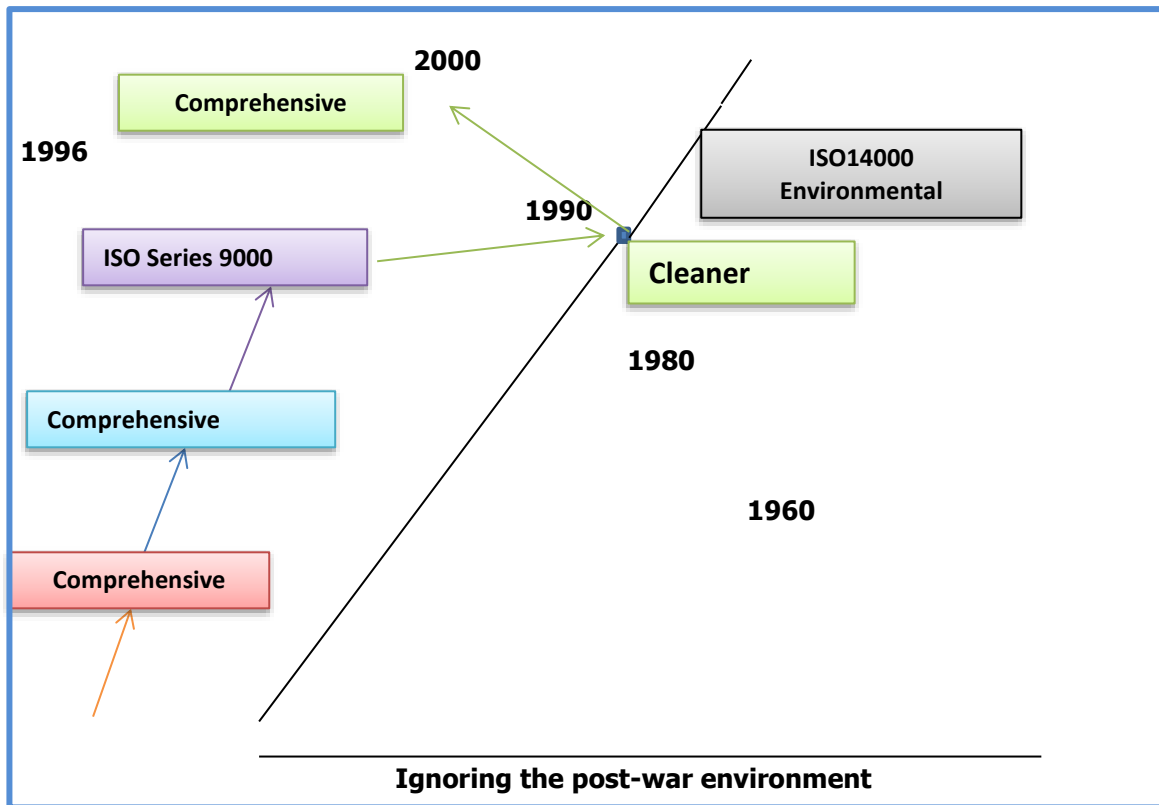 2000
Comprehensive
1996
ISO14000
Environmental
1990
ISO Series 9000
Cleaner
1980
Comprehensive
1960
Comprehensive
Ignoring the post-war environment